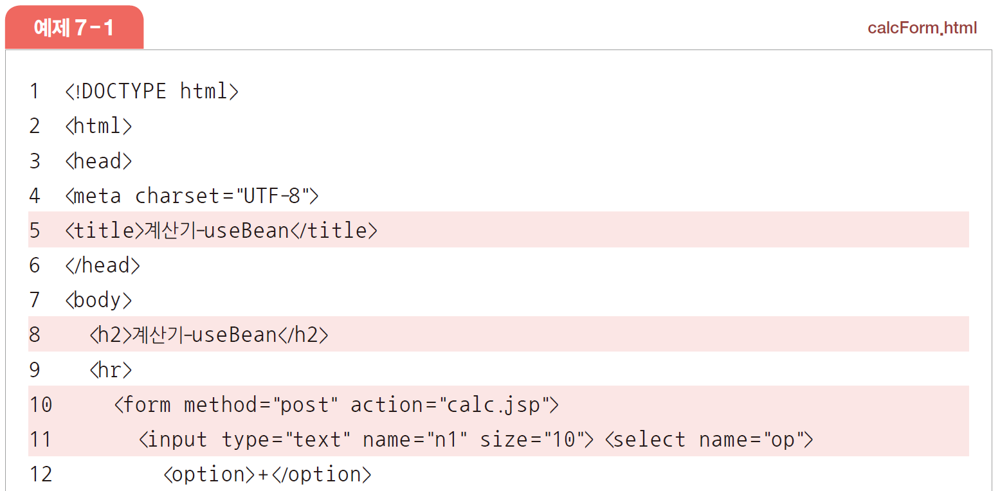 예제 7-1
calcForm.html
1 <!DOCTYPE html>
2 <html>
3 <head>
4 <meta charset="UTF-8">
5 <title>계산기-useBean</title>
6 </head>
7 <body>
8 <h2>계산기-useBean</h2>
9 <hr>
10 <form method="post" action="calc.jsp">
11 <input type="text" name="n1" size="10"> <select name="op">
12 <option>+</option>